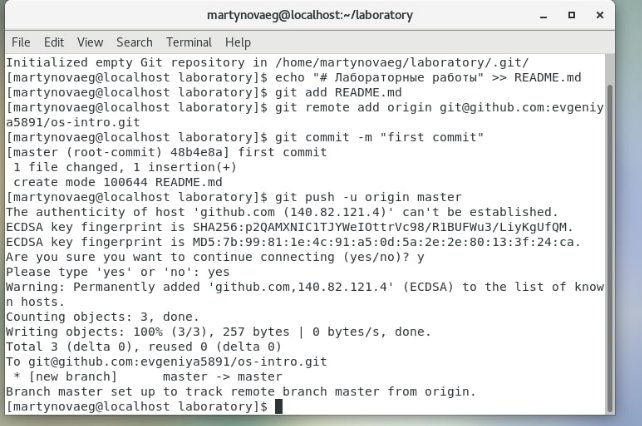 martynovaeg@localhost:~/laboratory
File Edit View Search Terminal Help
Initialized empty Git repository in /home/martynovaeg/laboratory/.git/
[martynovaeg@localhost laboratory]$ echo "# Лабораторные работы" >> README.md
[martynovaeg@localhost laboratory]$ git add README.md
[martynovaeg@localhost laboratory]$ git remote add origin git@github.com:evgeniy
a5891/os-intro.git
[martynovaeg@localhost laboratory]$ git commit -m "first commit"
[master (root-commit) 48b4e8a] first commit
 1 file changed, 1 insertion(+)
 create mode 100644 README.md
[martynovaeg@localhost laboratory]$ git push -u origin master
The authenticity of host 'github.com (140.82.121.4)' can't be established.
ECDSA key fingerprint is SHA256:p2QAMXNIC1TJYWeIOttrVc98/R1BUFWu3/LiyKgUfQM.
ECDSA key fingerprint is MD5:7b:99:81:1e:4c:91:a5:0d:5a:2e:2e:80:13:3f:24:ca.
Are you sure you want to continue connecting (yes/no)? y
Please type 'yes' or 'no': yes
Warning: Permanently added 'github.com,140.82.121.4' (ECDSA) to the list of know
n hosts.
Counting objects: 3, done.
Writing objects: 100% (3/3), 257 bytes | 0 bytes/s, done.
Total 3 (delta 0), reused 0 (delta 0)
To git@github.com:evgeniya5891/os-intro.git
 * [new branch]      master -> master
Branch master set up to track remote branch master from origin.
[martynovaeg@localhost laboratory]$